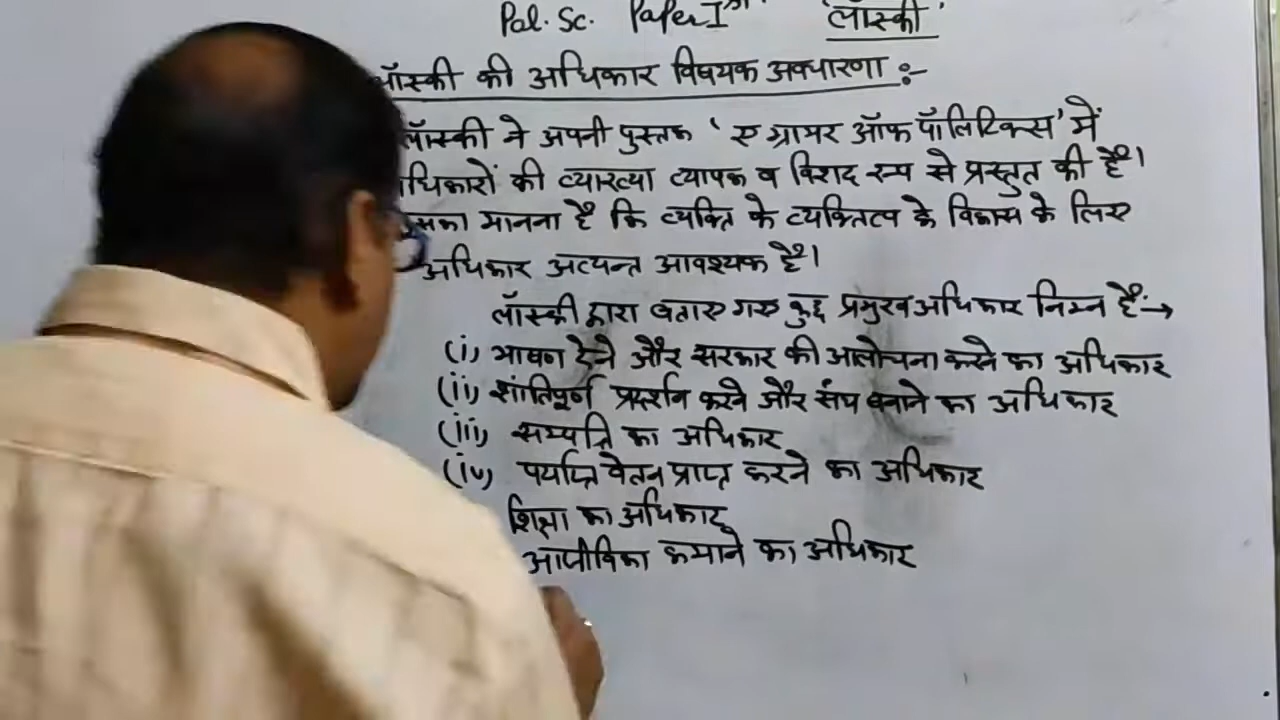 Pol. Sc. Paper I 'लॉस्की'
लॉस्की की अधिकार विषयक अवधारणा :-
लॉस्की ने अपनी पुस्तक 'ए ग्रामर ऑफ पॉलिटिक्स' में
धिकारों की व्याख्या व्यापक व विशद रूप से प्रस्तुत की है।
सका मानना है कि व्यक्ति के व्यक्तित्व के विकास के लिए
अधिकार अत्यन्त आवश्यक है।
लॉस्की द्वारा बताए गए कुछ प्रमुख अधिकार निम्न हैं:→
(i) भाषण देने और सरकार की आलोचना करने का अधिकार
(ii) शांतिपूर्ण प्रदर्शन करने और संघ बनाने का अधिकार
(iii) सम्पत्ति का अधिकार
(iv) पर्याप्त वेतन प्राप्त करने का अधिकार
शिक्षा का अधिकार
आजीविका कमाने का अधिकार